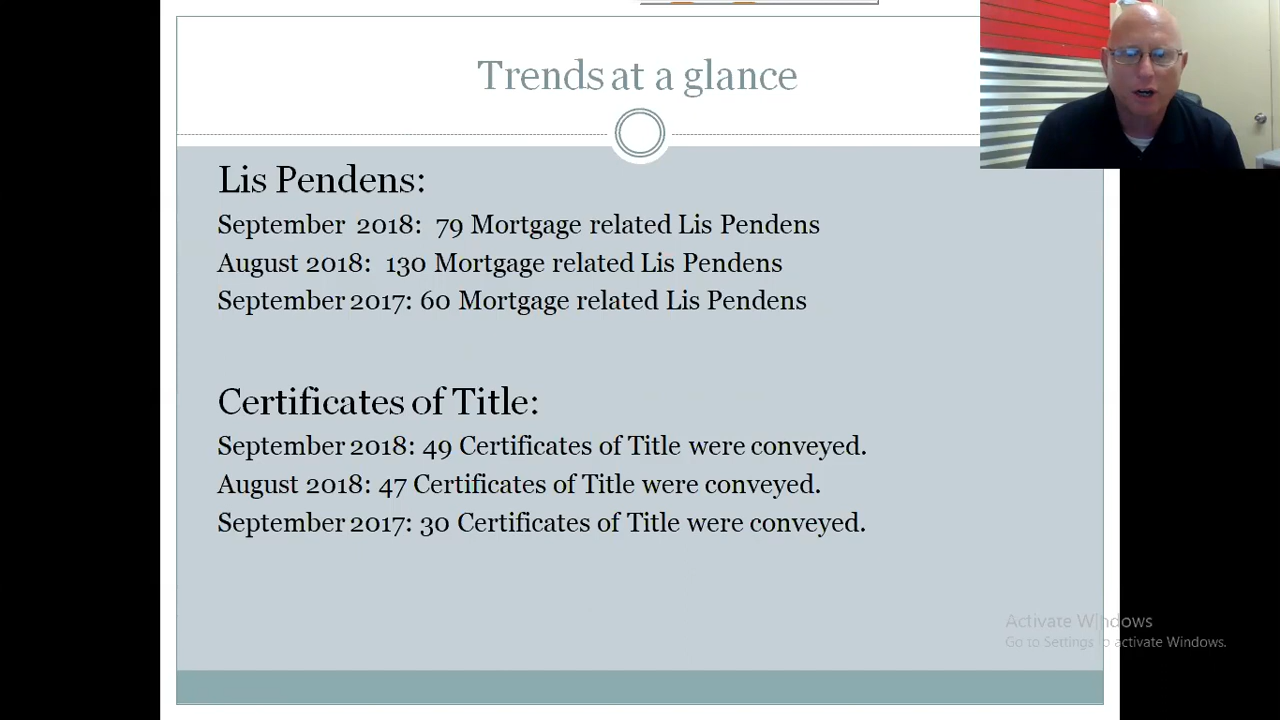 Trends at a glance
Lis Pendens:
September 2018: 79 Mortgage related Lis Pendens
August 2018: 130 Mortgage related Lis Pendens
September 2017: 60 Mortgage related Lis Pendens
Certificates of Title:
September 2018: 49 Certificates of Title were conveyed.
August 2018: 47 Certificates of Title were conveyed.
September 2017: 30 Certificates of Title were conveyed.
Activate Windows
Go to Settings to activate Windows.